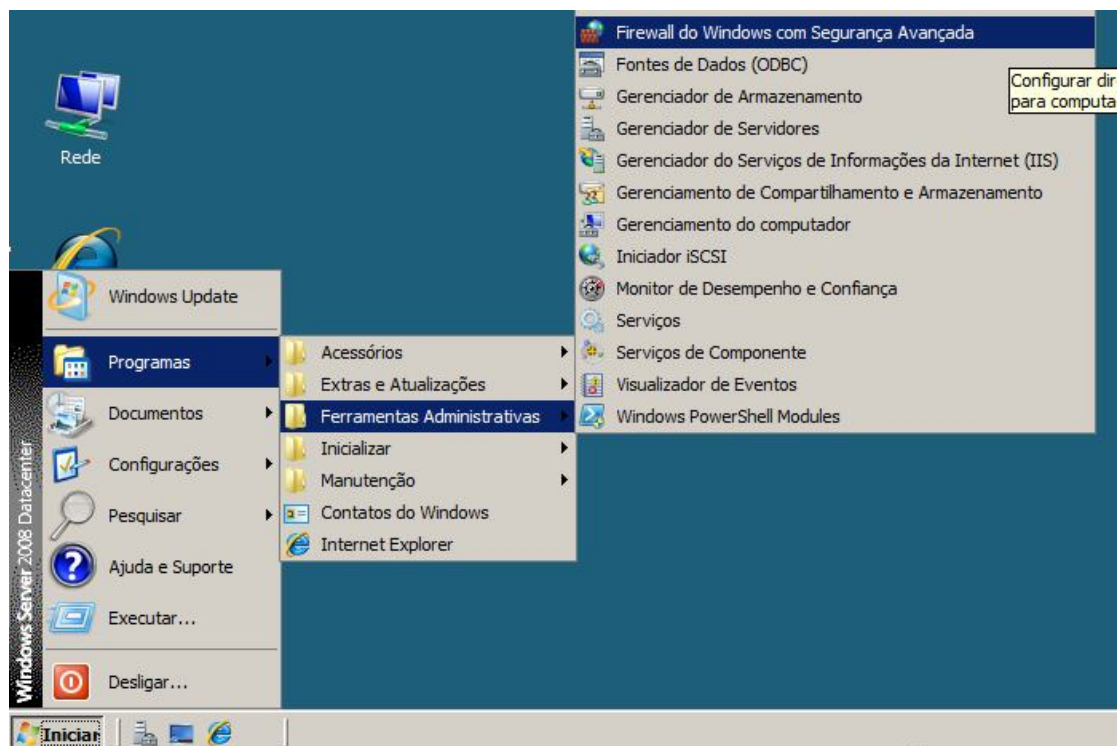 Firewall do Windows com Segurança Avançada
Fontes de Dados (ODBC)
Configurar dir
para computa
Gerenciador de Armazenamento
Gerenciador de Servidores
Gerenciador do Serviços de Informações da Internet (IIS)
Gerenciamento de Compartilhamento e Armazenamento
Gerenciamento do computador
Iniciador iSCSI
Monitor de Desempenho e Confiança
Serviços
Serviços de Componente
Visualizador de Eventos
Windows PowerShell Modules
Rede
Windows Update
Programas
Documentos
Configurações
Pesquisar
Ajuda e Suporte
Executar...
Desligar...
Acessórios
Extras e Atualizações
Ferramentas Administrativas
Inicializar
Manutenção
Contatos do Windows
Internet Explorer
Windows Server 2008 Datacenter
Iniciar